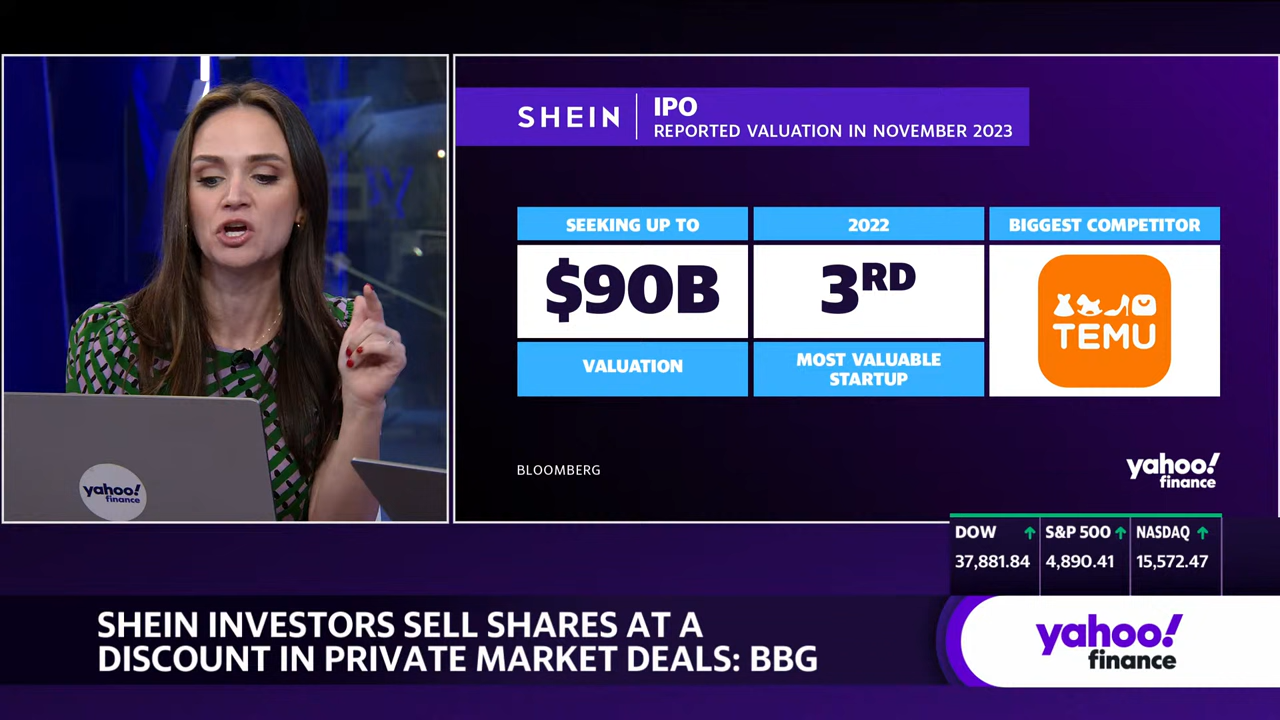 SHEIN
IPO
REPORTED VALUATION IN NOVEMBER 2023
SEEKING UP TO
$90B
VALUATION
2022
3RD
MOST VALUABLE
STARTUP
BIGGEST COMPETITOR
TEMU
BLOOMBERG
yahoo!
finance
yahoo!
finance
DOW
37,881.84
S&P 500
4,890.41
NASDAQ
15,572.47
SHEIN INVESTORS SELL SHARES AT A
DISCOUNT IN PRIVATE MARKET DEALS: BBG
yahoo!
finance